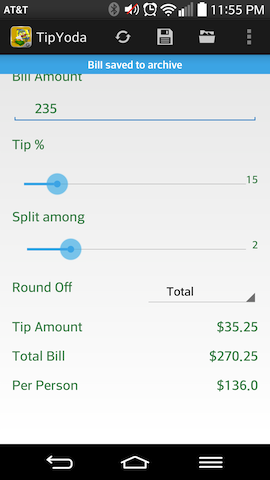 AT&T 11:55 PM
TipYoda
Bill saved to archive
Bill Amount
235
Tip %
15
Split among
2
Round Off Total
Tip Amount $35.25
Total Bill $270.25
Per Person $136.0